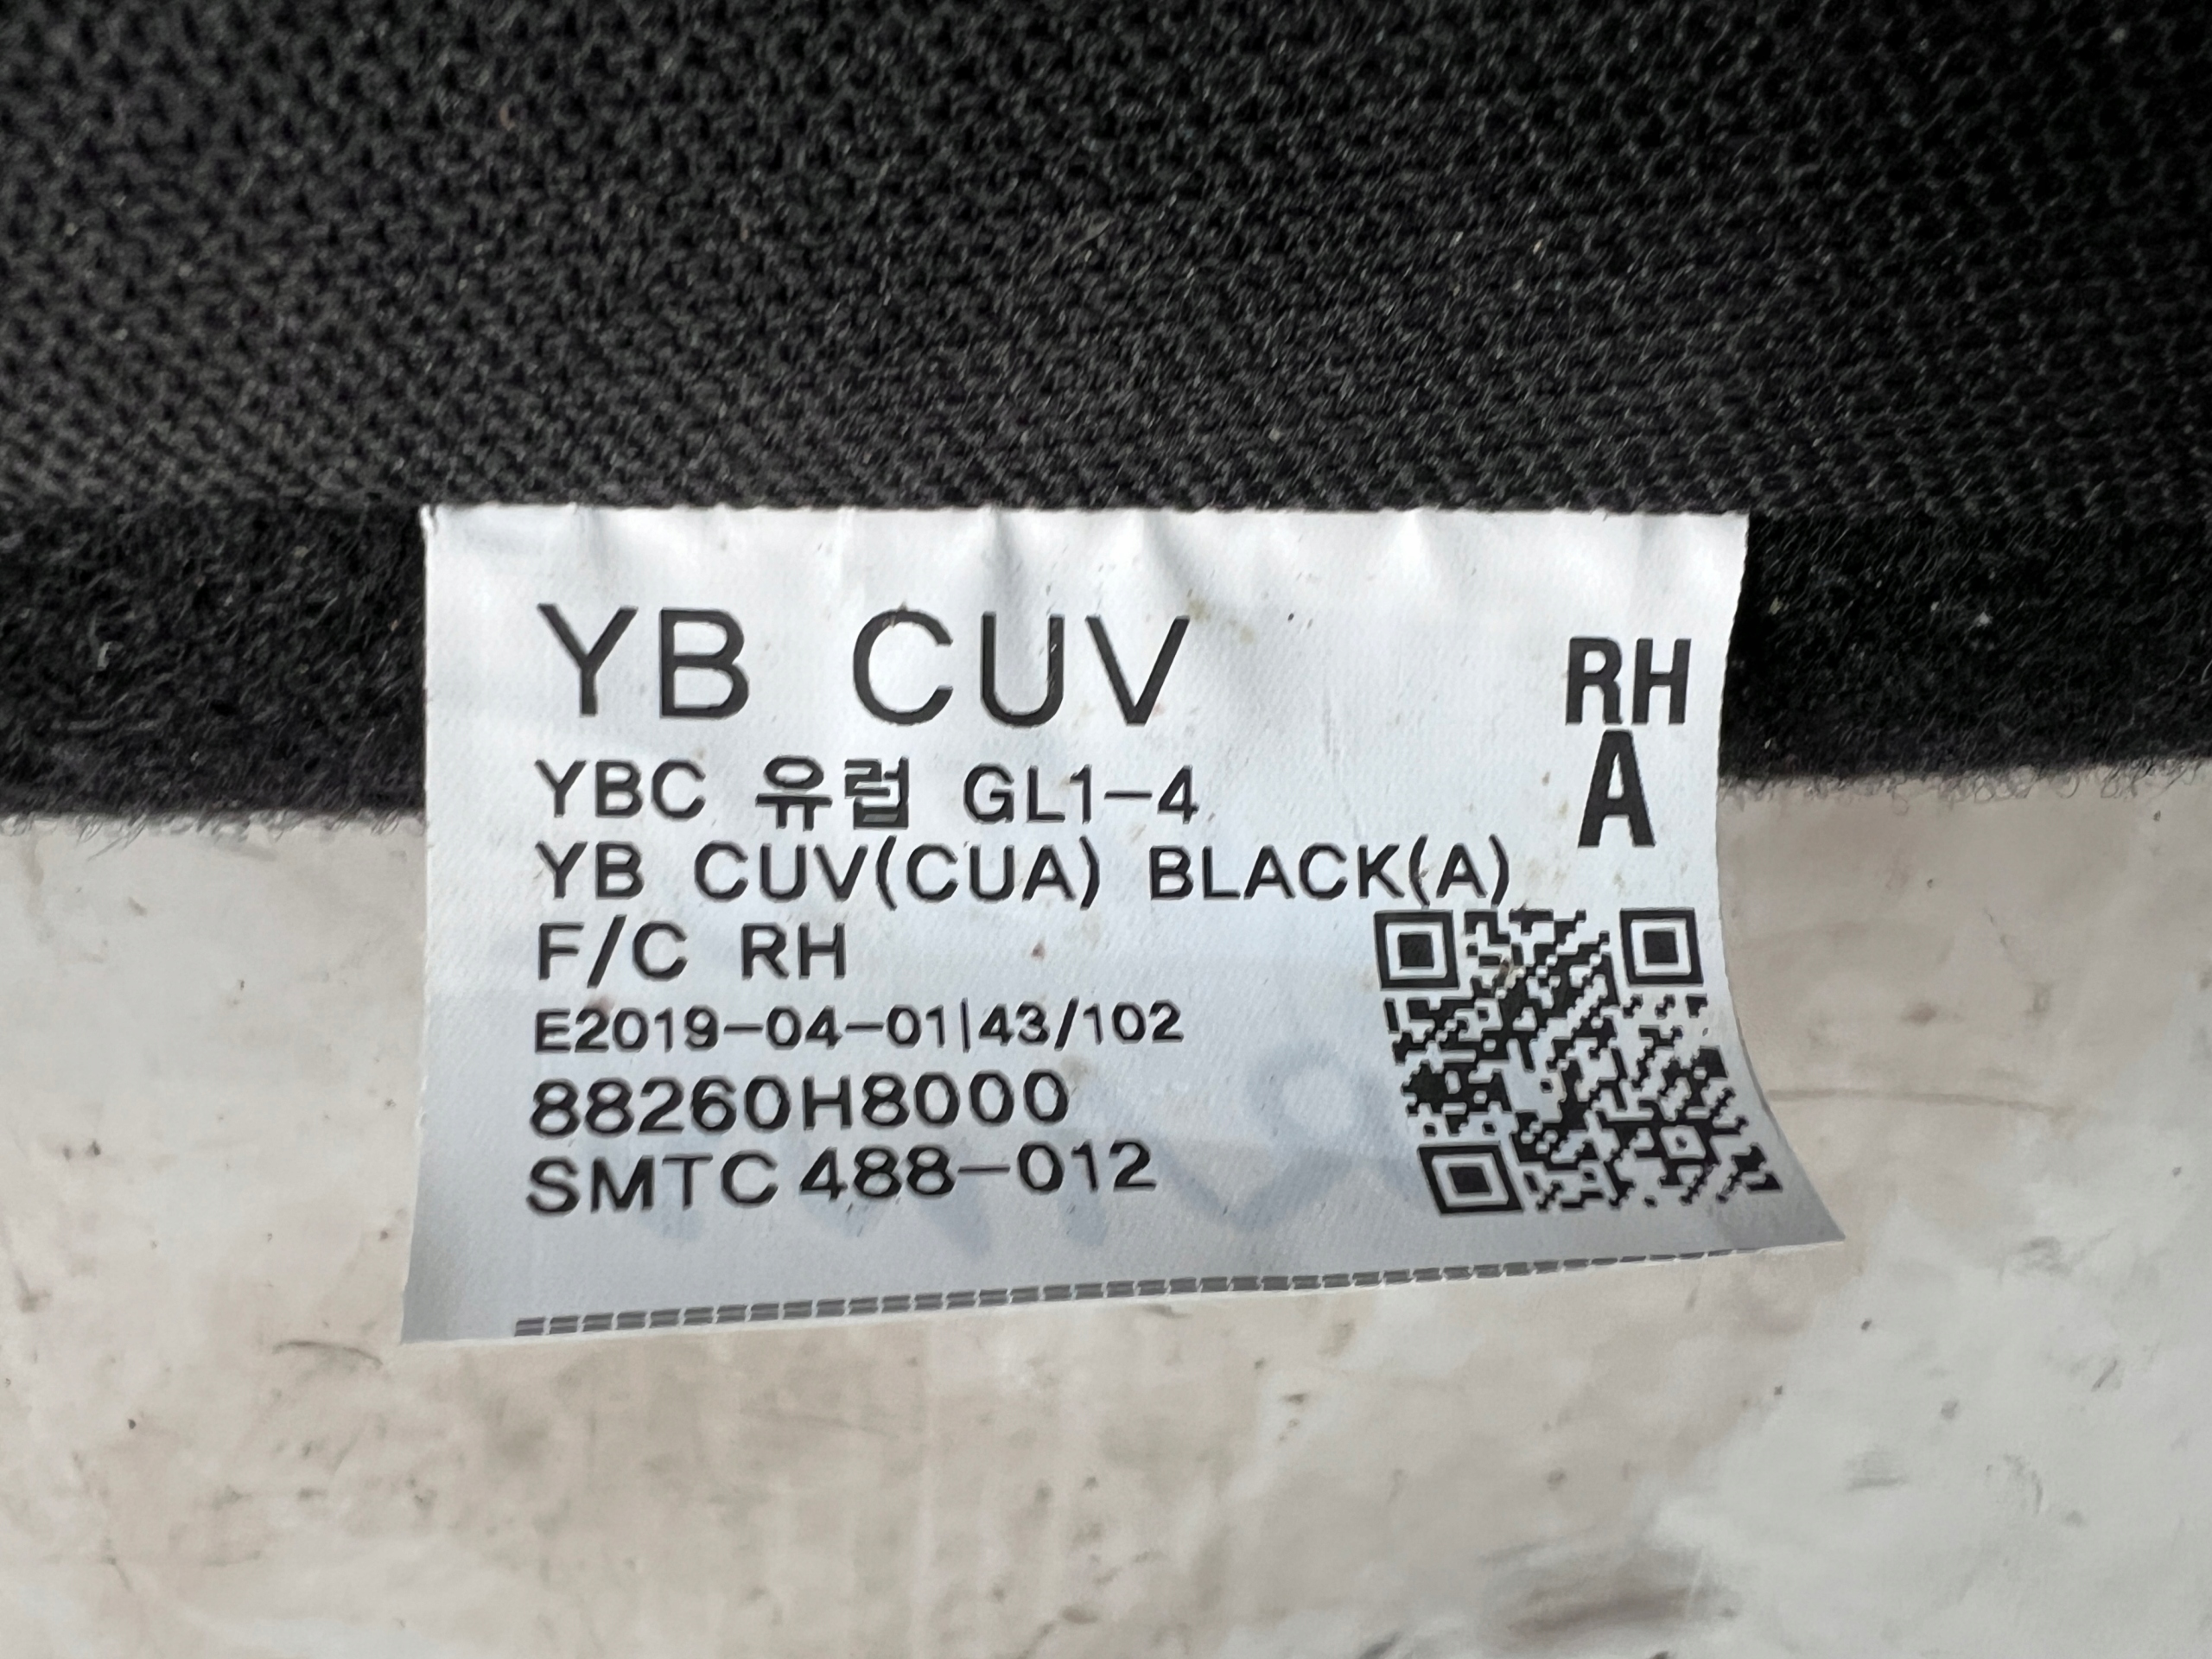 YB CUV
RH
A
YBC 유럽 GL1-4
YB CUV(CUA) BLACK(A)
F/C RH
E2019-04-01|43/102
88260H8000
SMTC 488-012